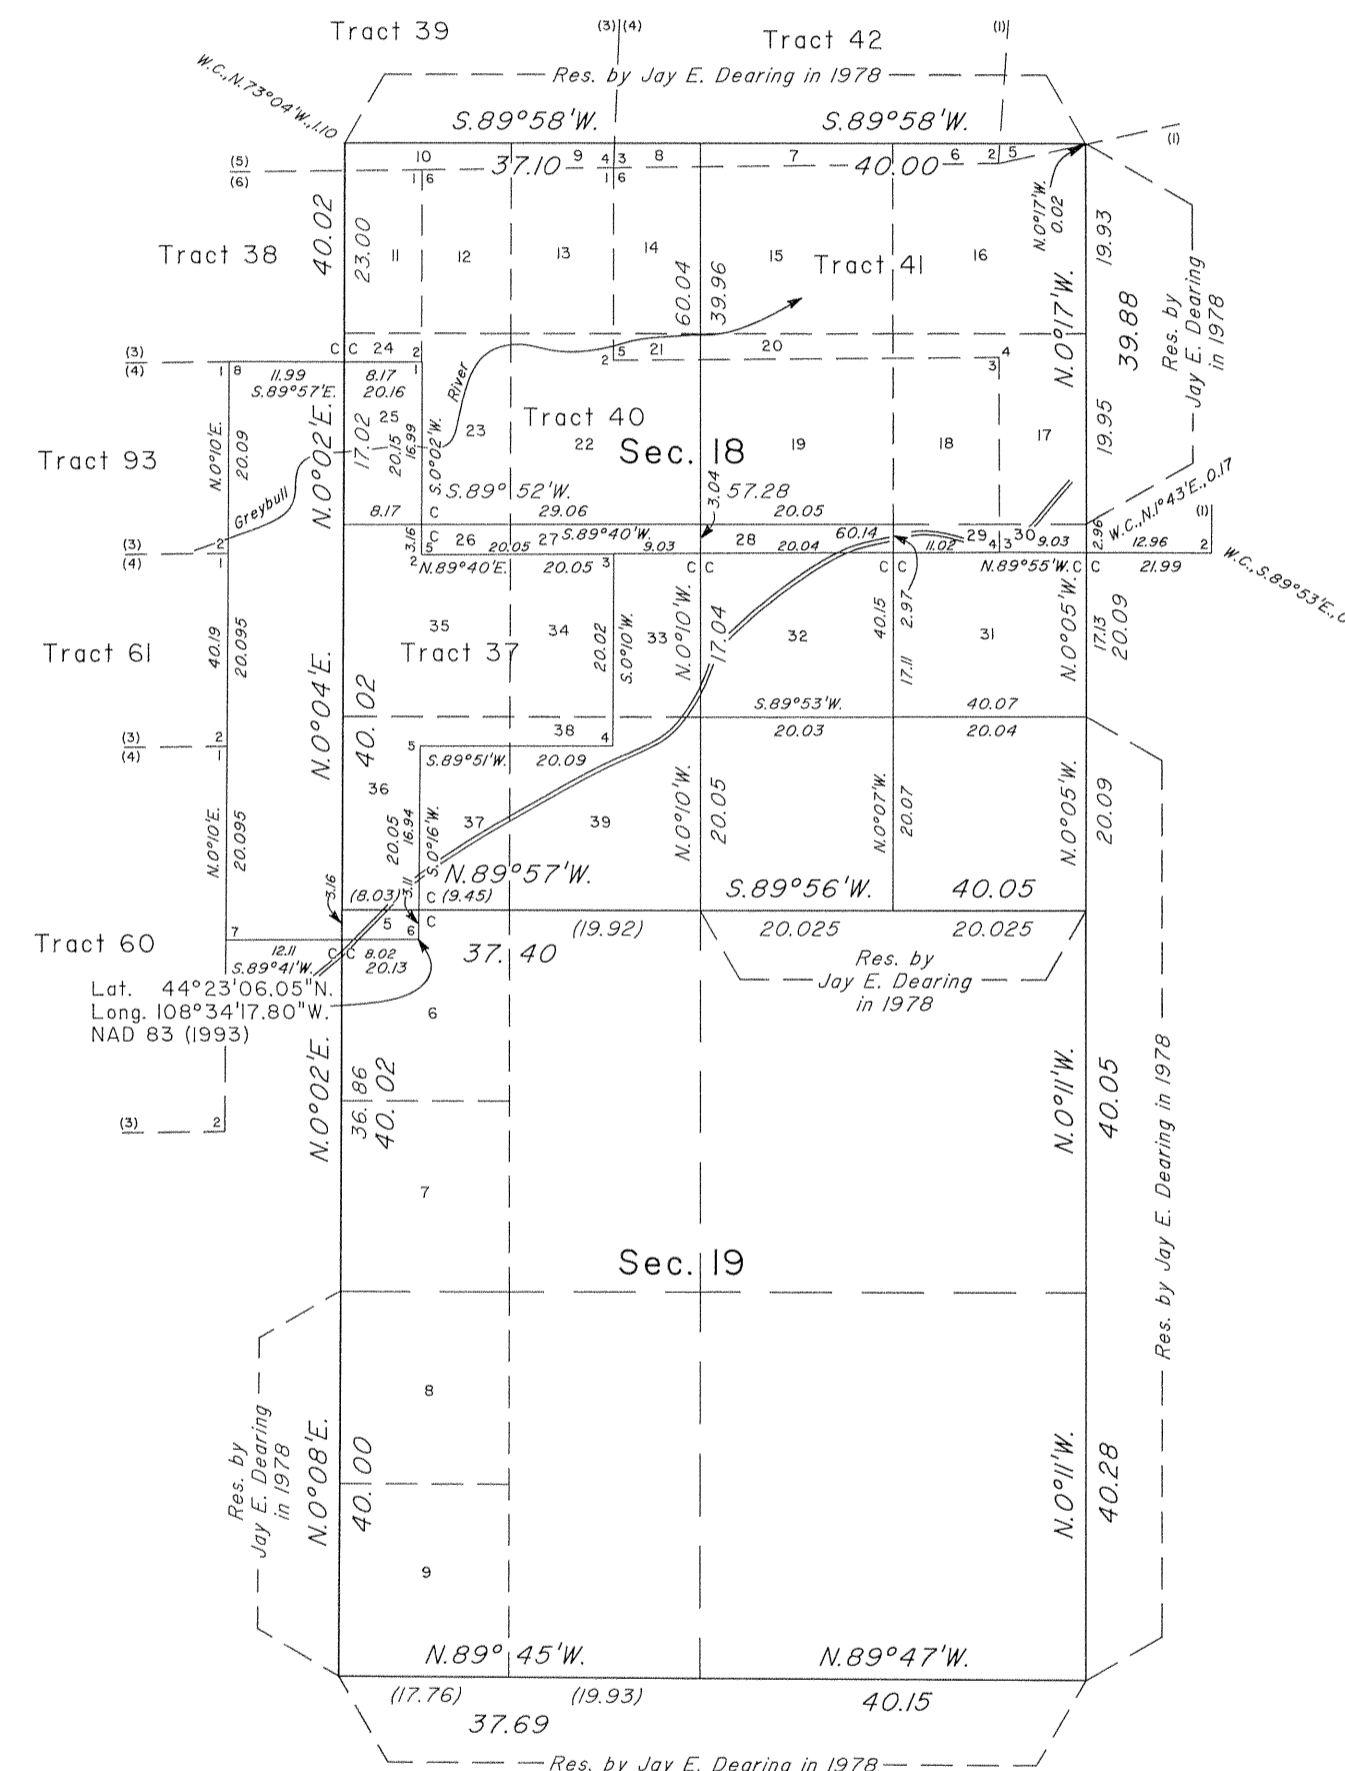 Tract 39
(3) (4)
Tract 42
(1)
W.C.,N.73°04'W.,1.10
Res. by Jay E. Dearing in 1978
S.89°58'W.
S.89°58'W.
(1)
(5)
(6)
10
37.10
9
4 3
8
7
40.00
6
2 5
1 6
1 6
N.0°17'W.
0.02
40.02
23.00
Tract 38
11
12
13
14
15
Tract 41
16
60.04
39.96
N.0°17'W.
19.93
39.88
Res. by
Jay E. Dearing
in 1978
(3)
(4)
C C 24 2
2
5
21
20
4
3
1 8
11.99
S.89°57'E.
8.17
20.16
1
River
N.0°10'E.
20.09
N.0°02'E.
17.02
25
20.15
16.99
S.0°02'W.
23
Tract 40
22
Sec. 18
19
18
17
19.95
Tract 93
Greybull
S.89°52'W.
3.04
57.28
W.C.,N.1°43'E.,0.17
8.17
C
29.06
20.05
(1)
(3)
(4)
2
1
3.16
C
5
26
20.05
27
S.89°40'W.
9.03
28
20.04
60.14
11.02
29
4 3
30
9.03
2.96
12.96
2
2
N.89°40'E.
20.05
3
C C
C C
N.89°55'W.
C C
21.99
W.C.,S.89°53'E.,
Tract 61
40.19
20.095
N.0°04'E.
40.02
35
Tract 37
34
20.02
S.0°10'W.
33
N.0°10'W.
17.04
32
40.15
2.97
17.11
31
N.0°05'W.
17.13
20.09
S.89°53'W.
40.07
(3)
(4)
2
1
38
5
4
20.03
20.04
S.89°51'W.
20.09
N.0°10'E.
20.095
36
20.05
16.94
S.0°16'W.
37
39
N.0°10'W.
20.05
N.0°07'W.
20.07
N.0°05'W.
20.09
3.16
(8.03)
3.11
N.89°57'W.
C (9.45)
S.89°56'W.
40.05
Tract 60
7
5
6
C
(19.92)
20.025
20.025
12.11
S.89°41'W.
C C
8.02
20.13
37.40
Res. by
Jay E. Dearing
in 1978
Lat. 44°23'06.05"N.
Long. 108°34'17.80"W.
NAD 83 (1993)
6
N.0°02'E.
36.86
40.02
N.0°11'W.
40.05
(3)
2
7
Res. by Jay E. Dearing in 1978
Sec. 19
8
Res. by
Jay E. Dearing
in 1978
N.0°08'E.
40.00
N.0°11'W.
40.28
9
N.89°45'W.
N.89°47'W.
(17.76)
(19.93)
40.15
37.69
Res. by Jay E. Dearing in 1978